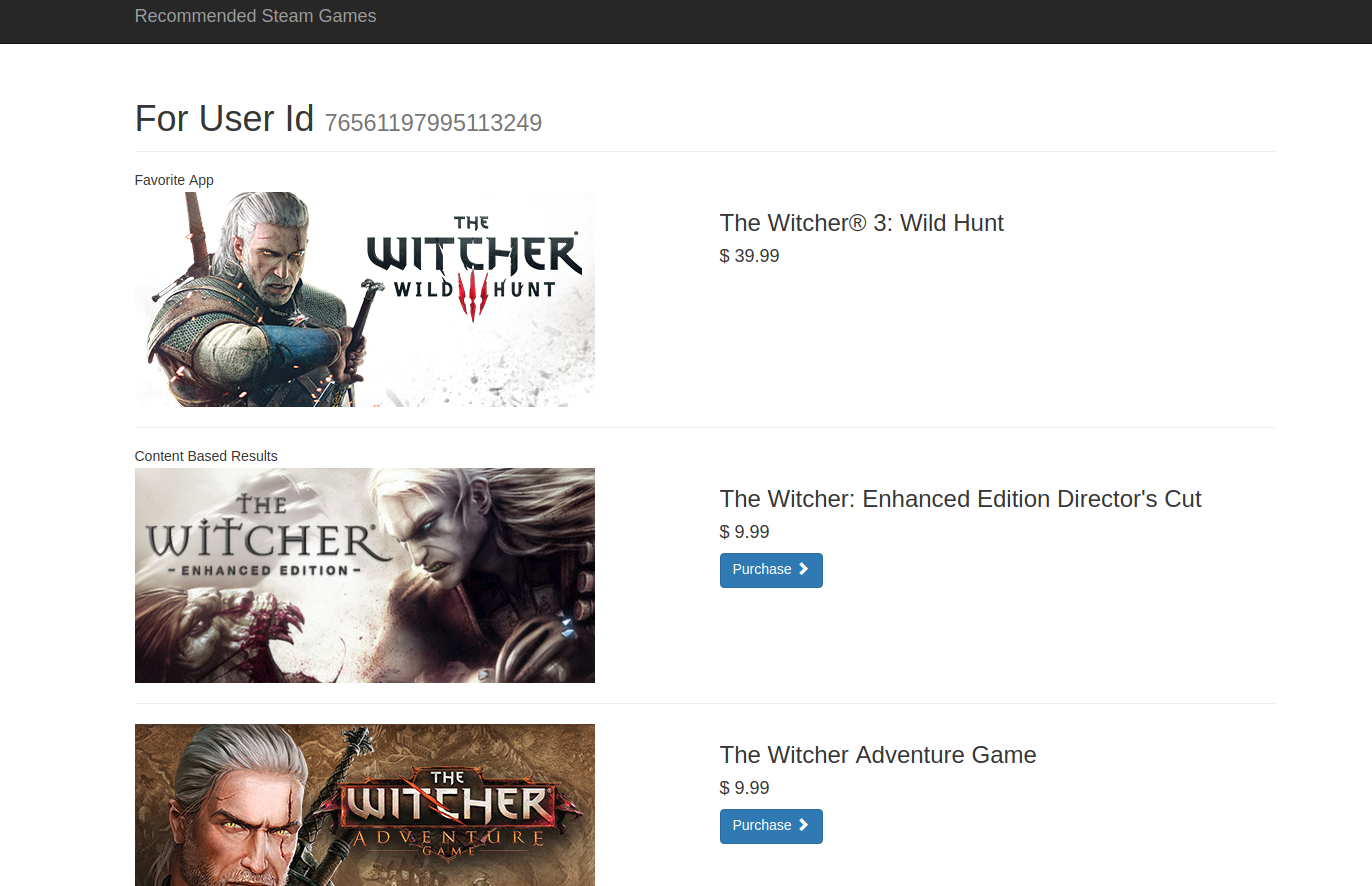 Recommended Steam Games
For User Id 76561197995113249
Favorite App
THE
WITCHER®
WILD HUNT
The Witcher® 3: Wild Hunt
$ 39.99
Content Based Results
THE
WITCHER®
- ENHANCED EDITION -
The Witcher: Enhanced Edition Director's Cut
$ 9.99
Purchase
THE
WITCHER®
ADVENTURE
GAME
The Witcher Adventure Game
$ 9.99
Purchase